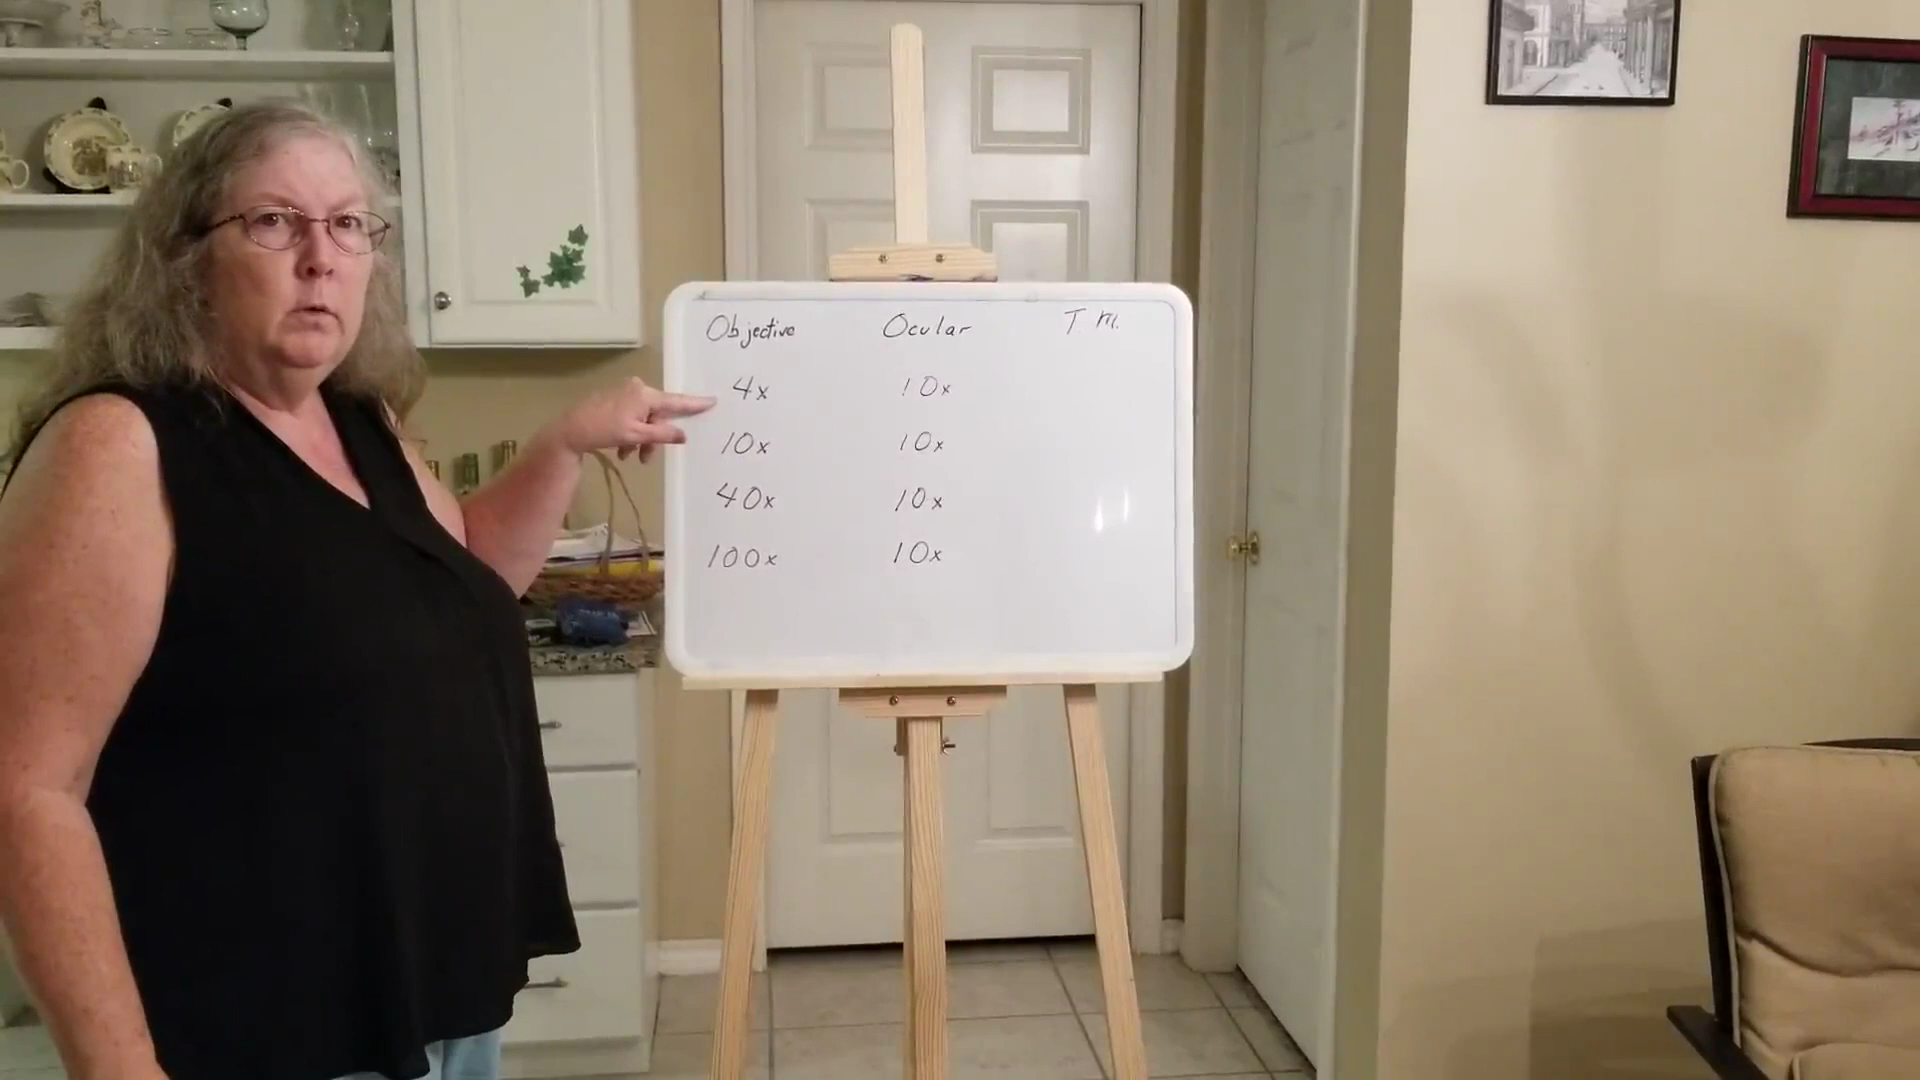 Objective Ocular T. M.
4x 10x
10x 10x
40x 10x
100x 10x